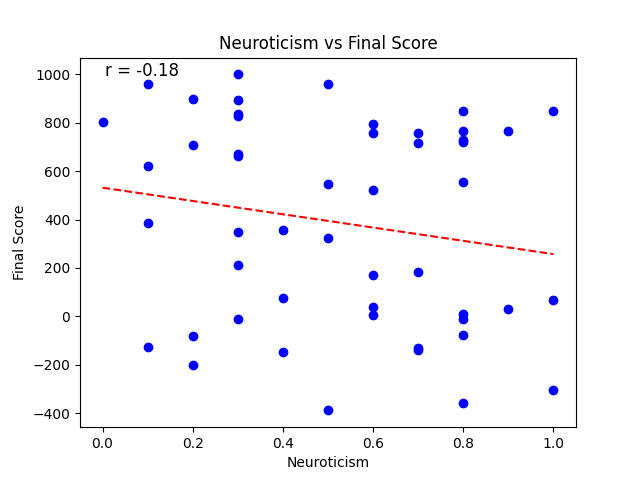 Neuroticism vs Final Score
r = -0.18
1000
800
600
400
200
0
−200
−400
Final Score
0.0 0.2 0.4 0.6 0.8 1.0
Neuroticism